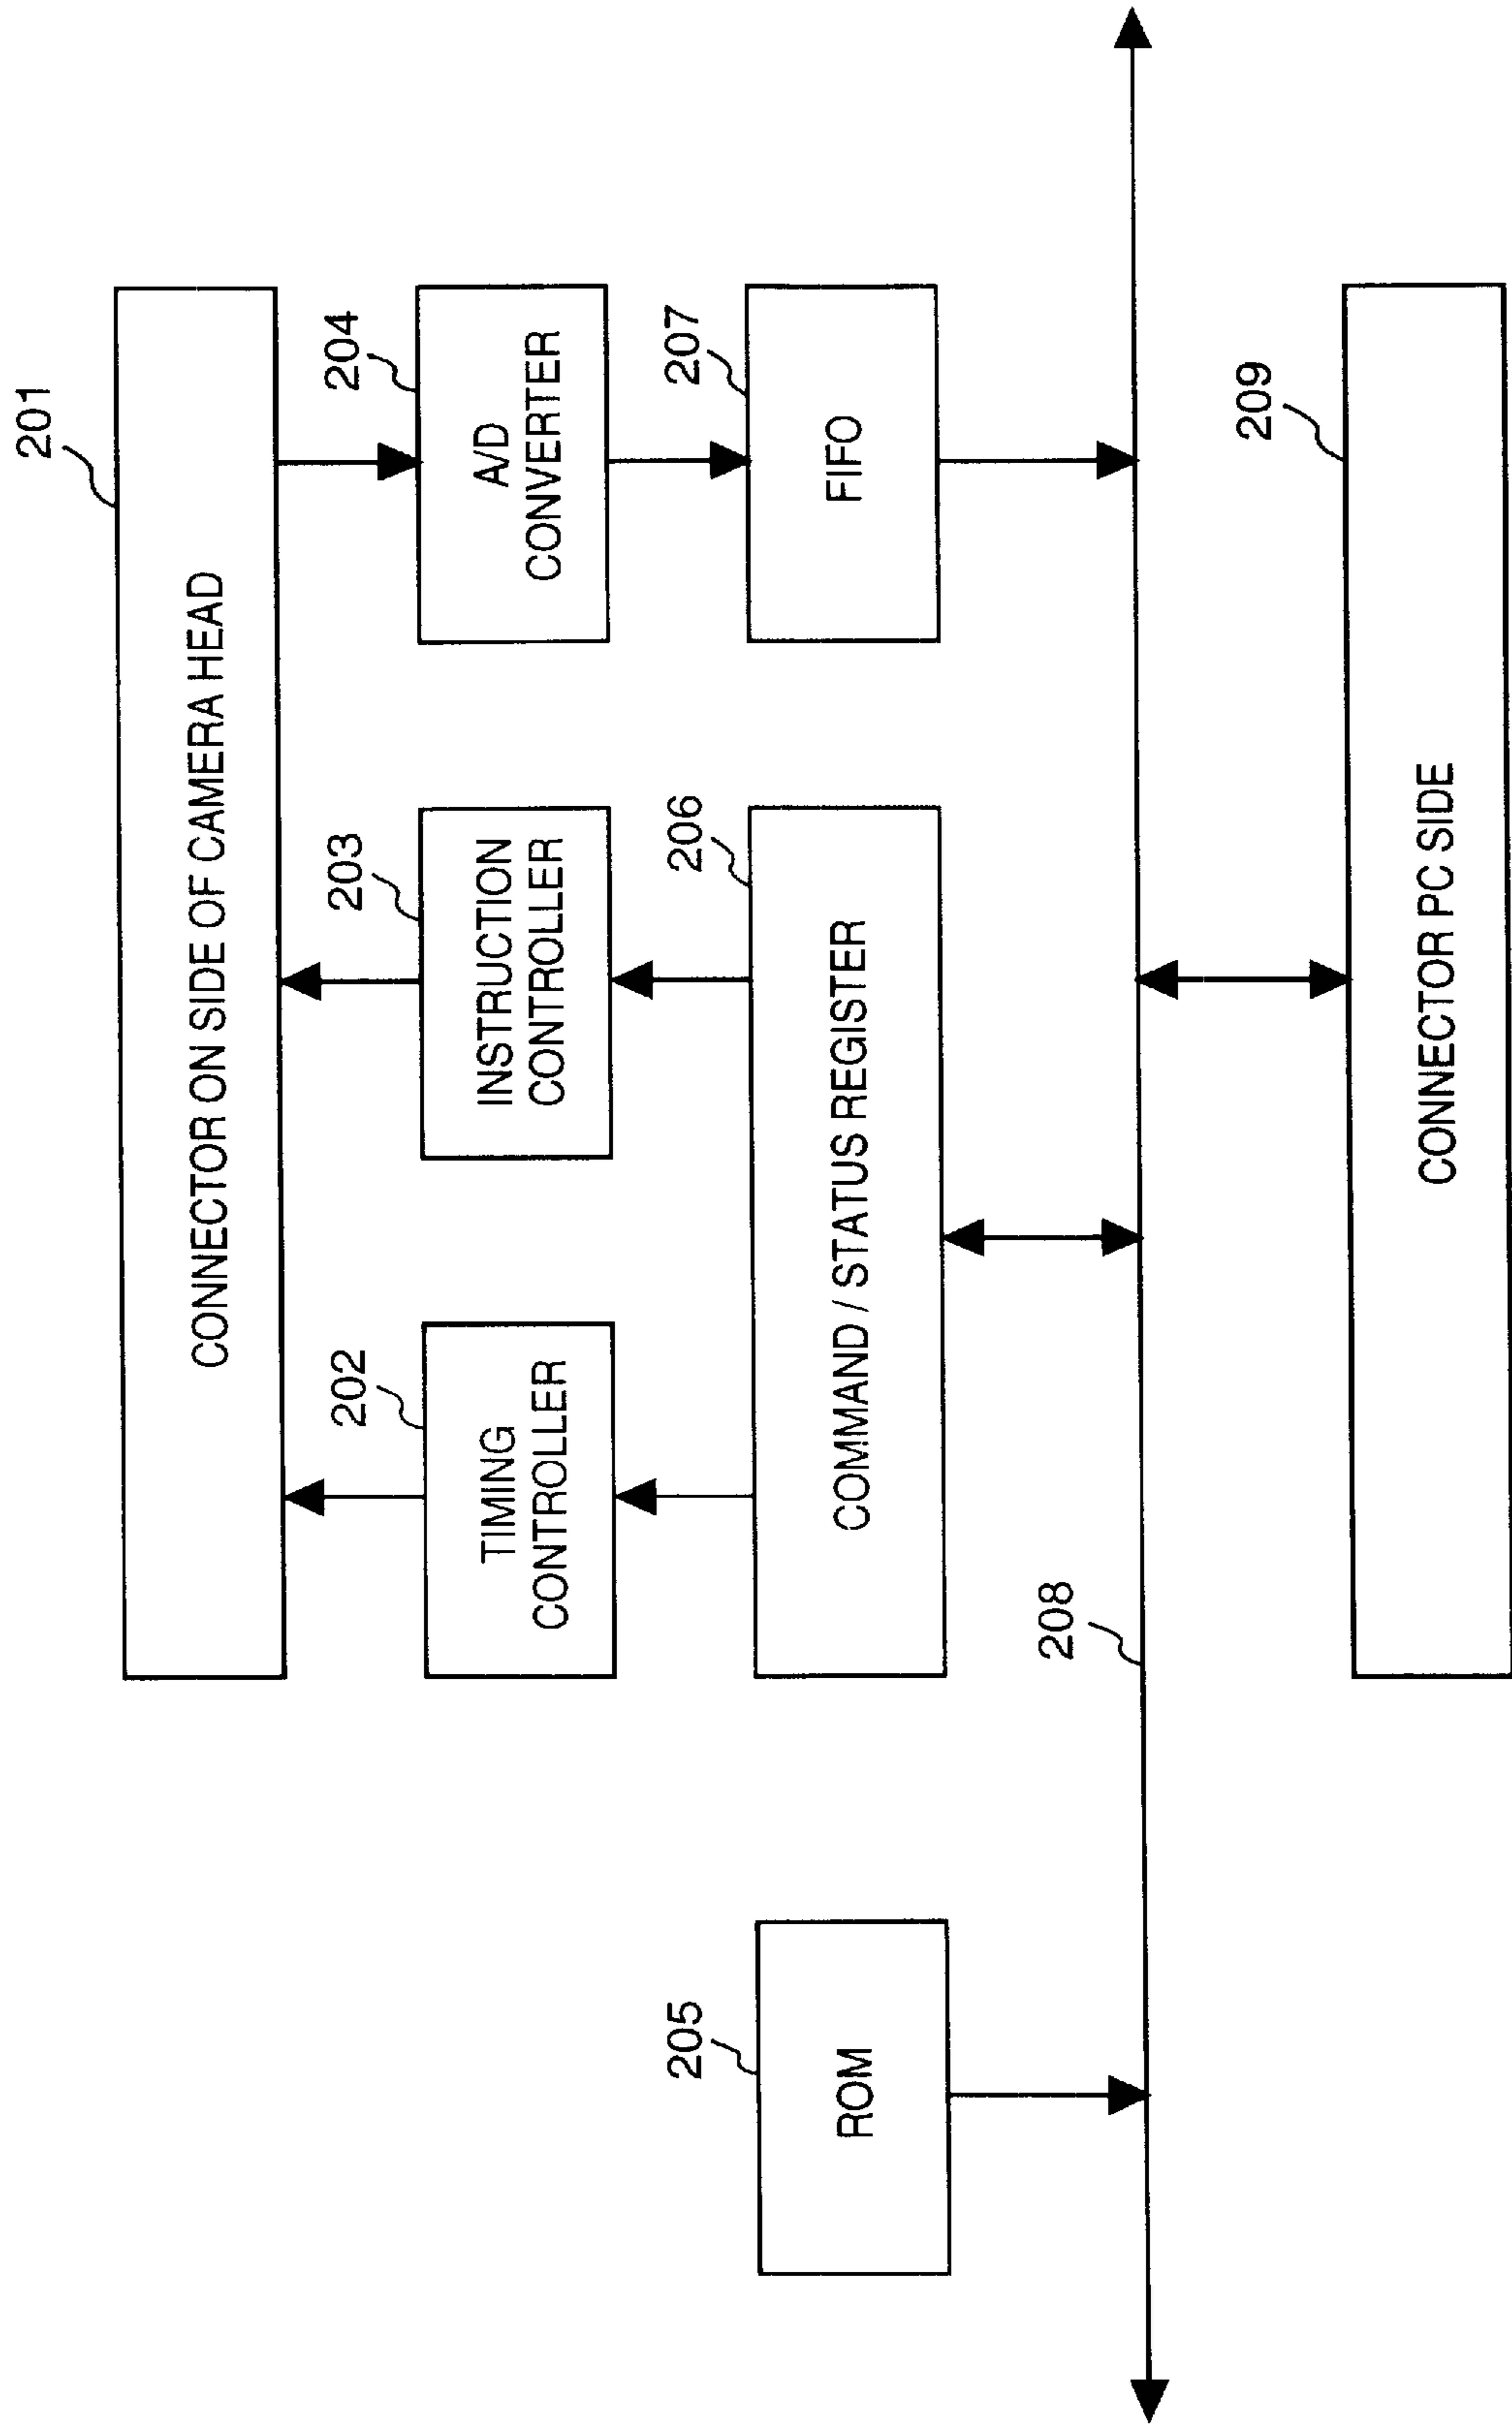 201
CONNECTOR ON SIDE OF CAMERA HEAD
202
TIMING
CONTROLLER
203
INSTRUCTION
CONTROLLER
204
A/D
CONVERTER
205
ROM
206
COMMAND / STATUS REGISTER
207
FIFO
208
209
CONNECTOR PC SIDE